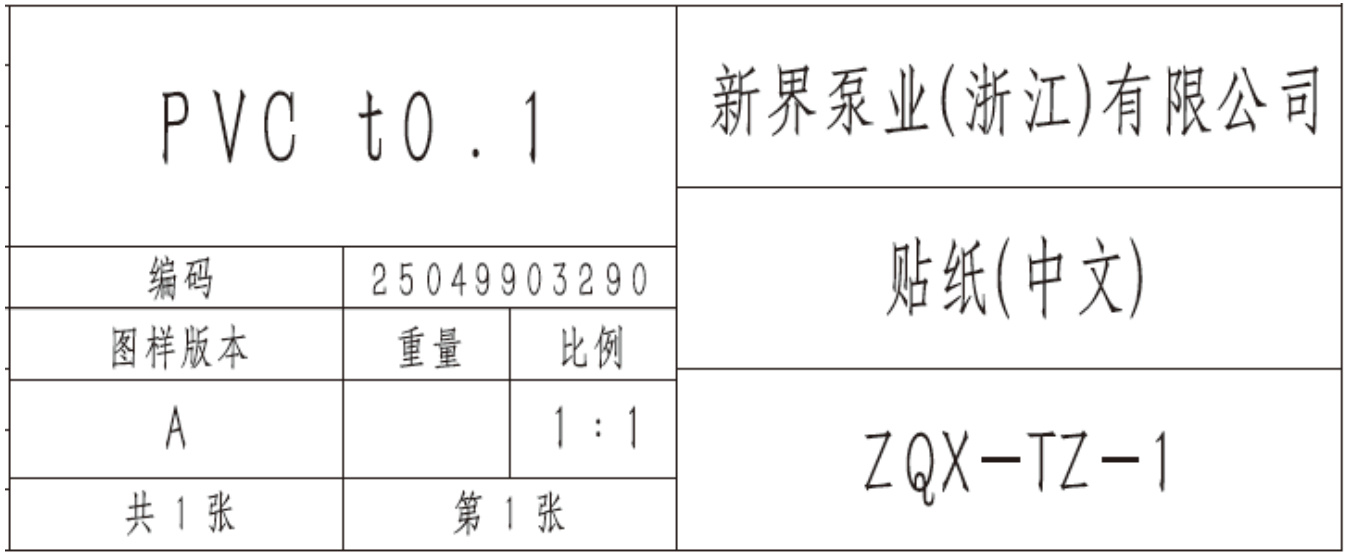 PVC t0.1
新界泵业(浙江)有限公司
贴纸(中文)
编码 25049903290
图样版本 重量 比例
A 1:1
ZQX-TZ-1
共1张 第1张